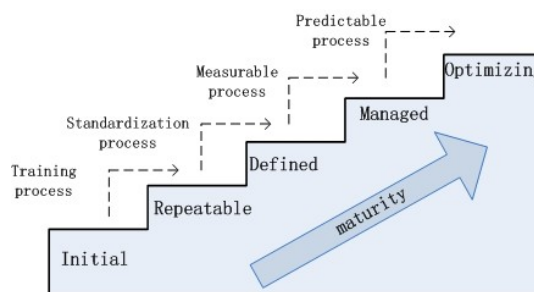 Predictable
process
Optimizin
Measurable
process
Managed
Standardization
process
Defined
Training
process
Repeatable
maturity
Initial